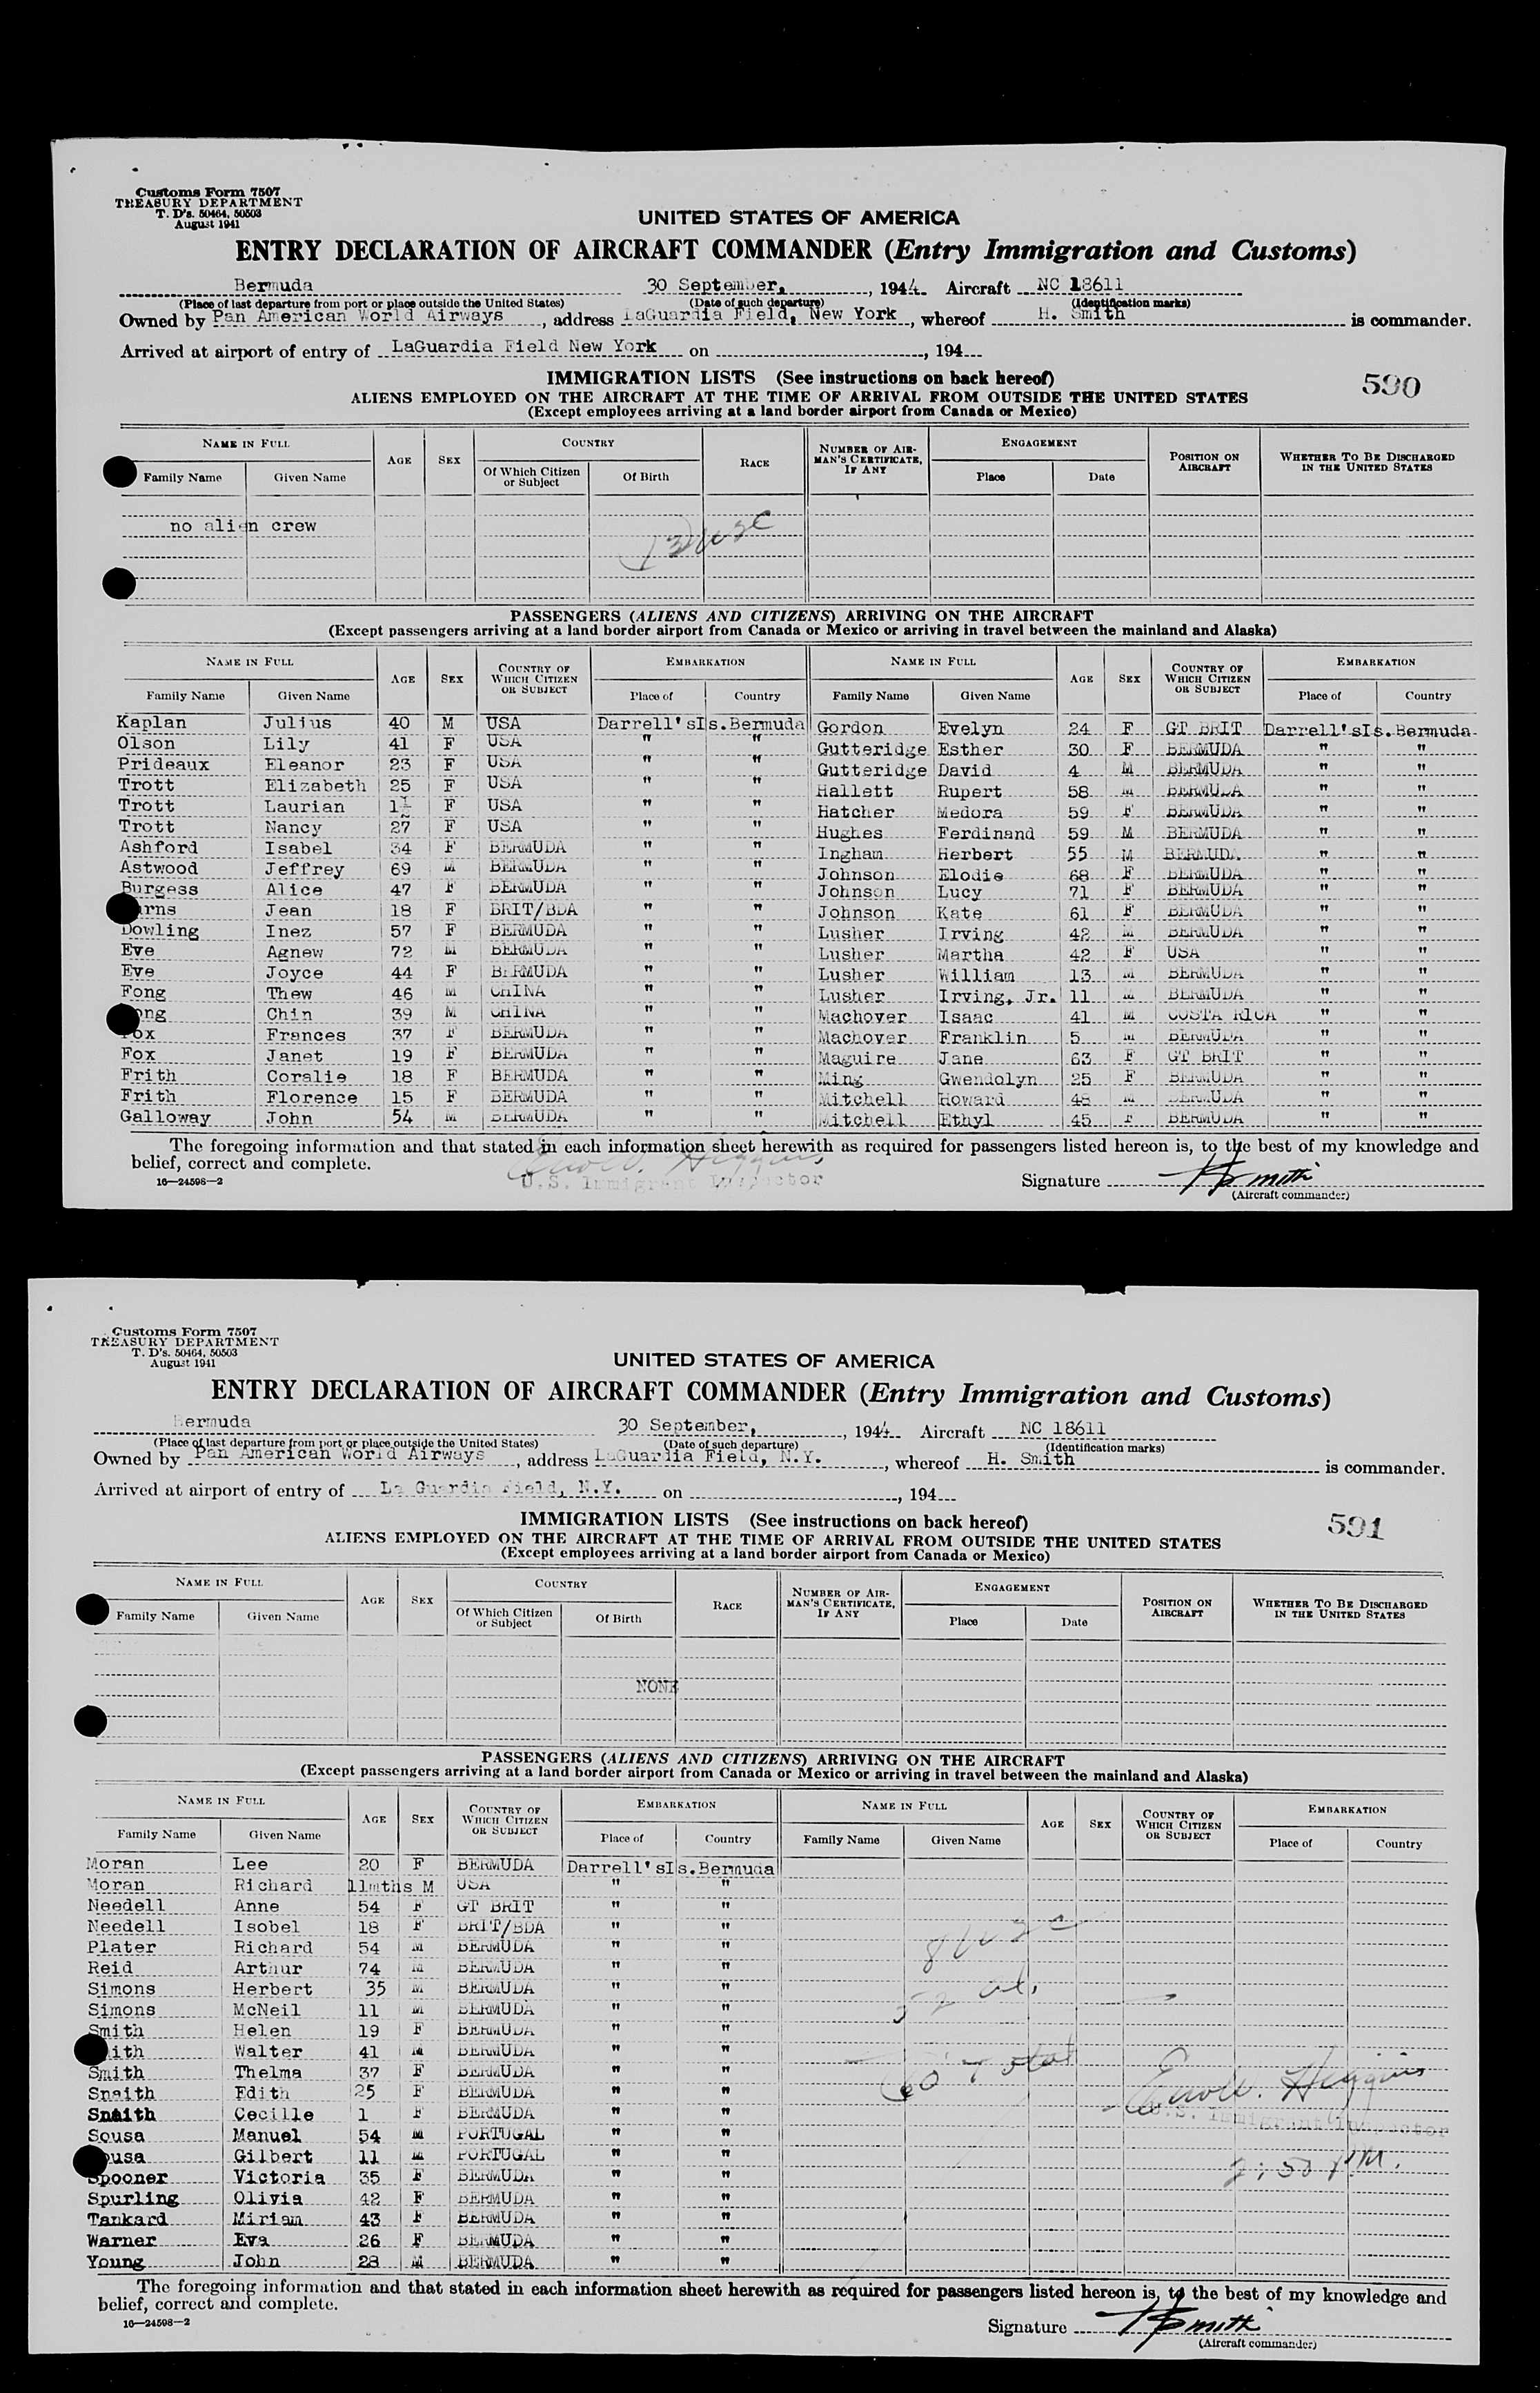 Customs Form 7507
TREASURY DEPARTMENT
T. D's. 50464, 50503
August 1941
UNITED STATES OF AMERICA
ENTRY DECLARATION OF AIRCRAFT COMMANDER (Entry Immigration and Customs)
Bermuda 30 September, 1944 Aircraft NC 18611
(Place of last departure from port or place outside the United States) (Date of such departure) (Identification marks)
Owned by Pan American World Airways, address LaGuardia Field, New York, whereof H. Smith is commander.
Arrived at airport of entry of LaGuardia Field New York on , 194
IMMIGRATION LISTS (See instructions on back hereof)
590
ALIENS EMPLOYED ON THE AIRCRAFT AT THE TIME OF ARRIVAL FROM OUTSIDE THE UNITED STATES
(Except employees arriving at a land border airport from Canada or Mexico)
NAME IN FULL AGE SEX COUNTRY RACE NUMBER OF AIRMAN'S CERTIFICATE, IF ANY ENGAGEMENT POSITION ON AIRCRAFT WHETHER TO BE DISCHARGED IN THE UNITED STATES
Family Name Given Name Of Which Citizen or Subject Of Birth Place Date
no alien crew
PASSENGERS (ALIENS AND CITIZENS) ARRIVING ON THE AIRCRAFT
(Except passengers arriving at a land border airport from Canada or Mexico or arriving in travel between the mainland and Alaska)
NAME IN FULL AGE SEX COUNTRY OF WHICH CITIZEN OR SUBJECT EMBARKATION NAME IN FULL AGE SEX COUNTRY OF WHICH CITIZEN OR SUBJECT EMBARKATION
Family Name Given Name Place of Country Family Name Given Name Place of Country
Kaplan Julius 40 M USA Darrell'sIs.Bermuda Gordon Evelyn 24 F GT BRIT Darrell'sIs.Bermuda
Olson Lily 41 F USA " " Gutteridge Esther 30 F BERMUDA " "
Prideaux Eleanor 23 F USA " " Gutteridge David 4 M BERMUDA " "
Trott Elizabeth 25 F USA " " Hallett Rupert 58 M BERMUDA " "
Trott Laurian 1½ F USA " " Hatcher Medora 59 F BERMUDA " "
Trott Nancy 27 F USA " " Hughes Ferdinand 59 M BERMUDA " "
Ashford Isabel 34 F BERMUDA " " Ingham Herbert 55 M BERMUDA " "
Astwood Jeffrey 69 M BERMUDA " " Johnson Elodie 68 F BERMUDA " "
Burgess Alice 47 F BERMUDA " " Johnson Lucy 71 F BERMUDA " "
arns Jean 18 F BRIT/BDA " " Johnson Kate 61 F BERMUDA " "
Dowling Inez 57 F BERMUDA " " Lusher Irving 42 M BERMUDA " "
Eve Agnew 72 M BERMUDA " " Lusher Martha 42 F USA " "
Eve Joyce 44 F BERMUDA " " Lusher William 13 M BERMUDA " "
Fong Thew 46 M CHINA " " Lusher Irving, Jr. 11 M BERMUDA " "
ong Chin 39 M CHINA " " Machover Isaac 41 M COSTA RICA " "
ox Frances 37 F BERMUDA " " Machover Franklin 5 M BERMUDA " "
Fox Janet 19 F BERMUDA " " Maguire Jane 63 F GT BRIT " "
Frith Coralie 18 F BERMUDA " " Ming Gwendolyn 25 F BERMUDA " "
Frith Florence 15 F BERMUDA " " Mitchell Howard 48 M BERMUDA " "
Galloway John 54 M BERMUDA " " Mitchell Ethyl 45 F BERMUDA " "
The foregoing information and that stated in each information sheet herewith as required for passengers listed hereon is, to the best of my knowledge and
belief, correct and complete.
U.S. Immigrant Inspector
16—24598—2
Signature H Smith
(Aircraft commander)
Customs Form 7507
TREASURY DEPARTMENT
T. D's. 50464, 50503
August 1941
UNITED STATES OF AMERICA
ENTRY DECLARATION OF AIRCRAFT COMMANDER (Entry Immigration and Customs)
Bermuda 30 September, 1944 Aircraft NC 18611
(Place of last departure from port or place outside the United States) (Date of such departure) (Identification marks)
Owned by Pan American World Airways, address LaGuardia Field, N.Y., whereof H. Smith is commander.
Arrived at airport of entry of La Guardia Field, N.Y. on , 194
IMMIGRATION LISTS (See instructions on back hereof)
591
ALIENS EMPLOYED ON THE AIRCRAFT AT THE TIME OF ARRIVAL FROM OUTSIDE THE UNITED STATES
(Except employees arriving at a land border airport from Canada or Mexico)
NAME IN FULL AGE SEX COUNTRY RACE NUMBER OF AIRMAN'S CERTIFICATE, IF ANY ENGAGEMENT POSITION ON AIRCRAFT WHETHER TO BE DISCHARGED IN THE UNITED STATES
Family Name Given Name Of Which Citizen or Subject Of Birth Place Date
NONE
PASSENGERS (ALIENS AND CITIZENS) ARRIVING ON THE AIRCRAFT
(Except passengers arriving at a land border airport from Canada or Mexico or arriving in travel between the mainland and Alaska)
NAME IN FULL AGE SEX COUNTRY OF WHICH CITIZEN OR SUBJECT EMBARKATION NAME IN FULL AGE SEX COUNTRY OF WHICH CITIZEN OR SUBJECT EMBARKATION
Family Name Given Name Place of Country Family Name Given Name Place of Country
Moran Lee 20 F BERMUDA Darrell'sIs.Bermuda
Moran Richard 11mths M USA " "
Needell Anne 54 F GT BRIT " "
Needell Isobel 18 F BRIT/BDA " "
Plater Richard 54 M BERMUDA " "
Reid Arthur 74 M BERMUDA " "
Simons Herbert 35 M BERMUDA " "
Simons McNeil 11 M BERMUDA " "
Smith Helen 19 F BERMUDA " "
ith Walter 41 M BERMUDA " "
Smith Thelma 37 F BERMUDA " "
Snaith Edith 25 F BERMUDA " "
Snaith Cecille 1 F BERMUDA " "
Sousa Manuel 54 M PORTUGAL " "
ousa Gilbert 11 M PORTUGAL " "
Spooner Victoria 35 F BERMUDA " "
Spurling Olivia 42 F BERMUDA " "
Tankard Miriam 43 F BERMUDA " "
Warner Eva 26 F BERMUDA " "
Young John 28 M BERMUDA " "
52 al.
60 Total
U.S. Immigrant Inspector
2:50 PM.
The foregoing information and that stated in each information sheet herewith as required for passengers listed hereon is, to the best of my knowledge and
belief, correct and complete.
16—24598—2
Signature H Smith
(Aircraft commander)